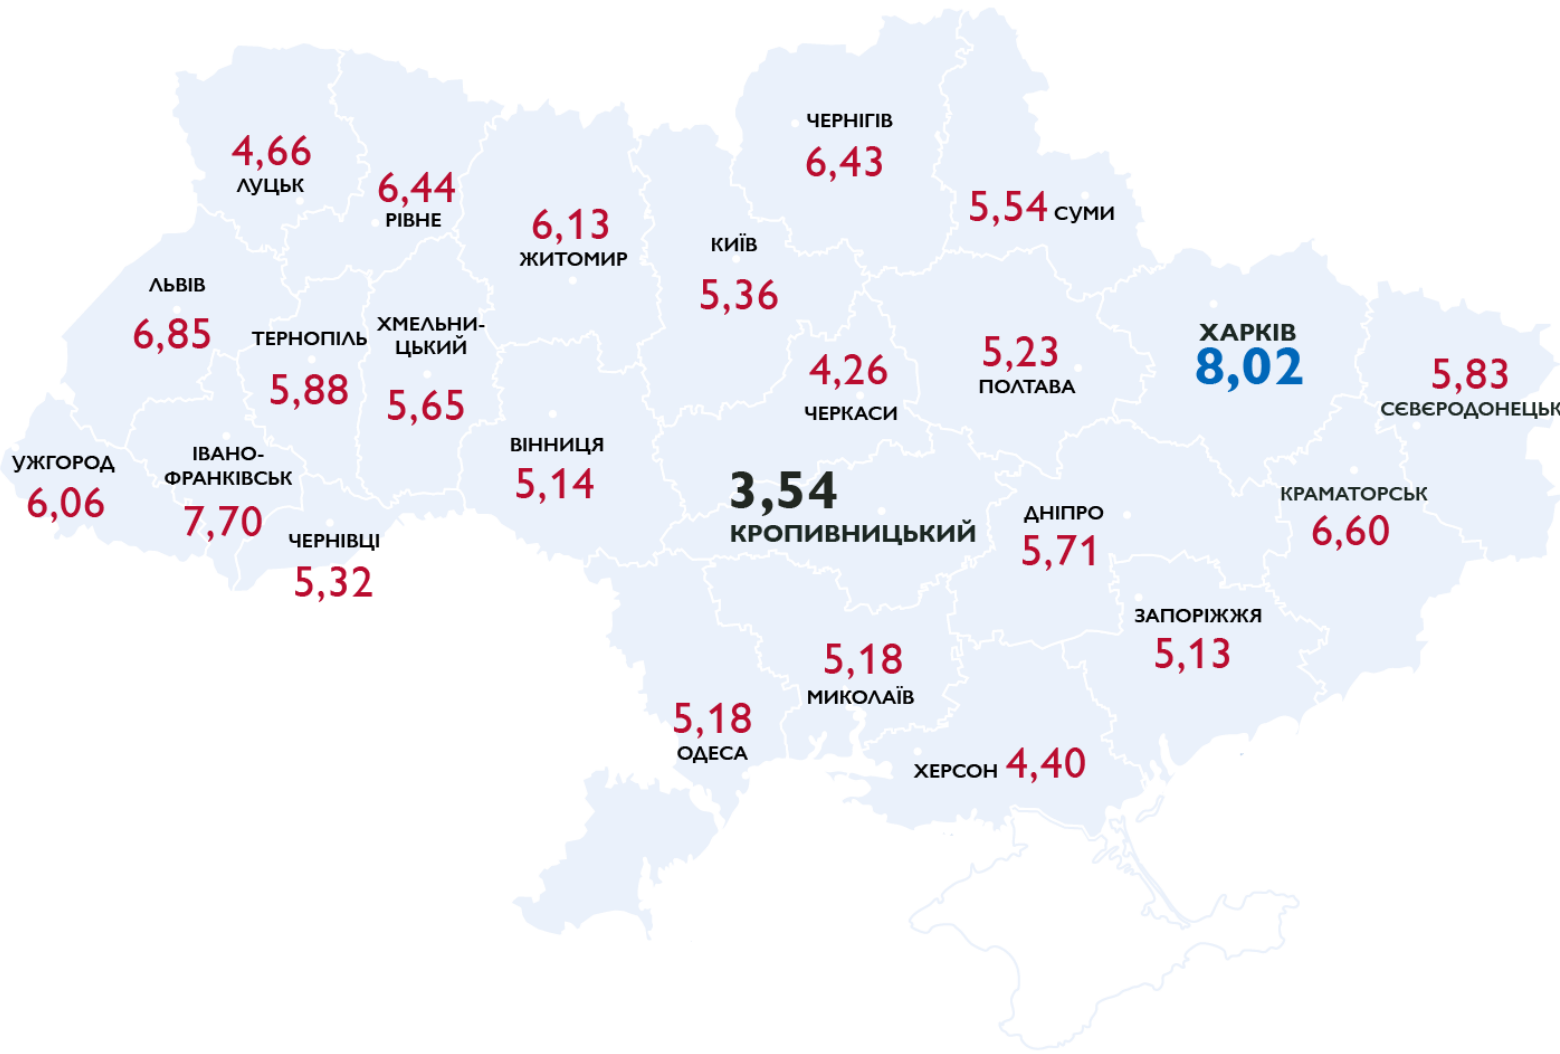 ЧЕРНІГІВ
6,43
4,66
ЛУЦЬК
6,44
РІВНЕ
5,54 СУМИ
6,13
ЖИТОМИР
КИЇВ
5,36
ЛЬВІВ
6,85
ТЕРНОПІЛЬ
5,88
ХМЕЛЬНИ-
ЦЬКИЙ
5,65
4,26
ЧЕРКАСИ
5,23
ПОЛТАВА
ХАРКІВ
8,02
5,83
СЄВЄРОДОНЕЦЬК
УЖГОРОД
6,06
ІВАНО-
ФРАНКІВСЬК
7,70
ЧЕРНІВЦІ
5,32
ВІННИЦЯ
5,14
3,54
КРОПИВНИЦЬКИЙ
ДНІПРО
5,71
КРАМАТОРСЬК
6,60
ЗАПОРІЖЖЯ
5,13
5,18
МИКОЛАЇВ
5,18
ОДЕСА
ХЕРСОН 4,40